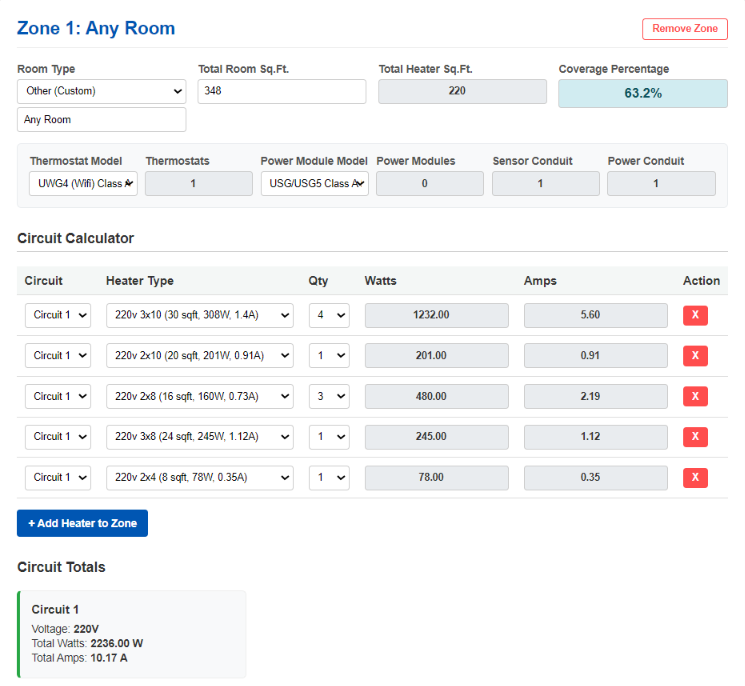 Zone 1: Any Room
Remove Zone
Room Type
Total Room Sq.Ft.
Total Heater Sq.Ft.
Coverage Percentage
Other (Custom)
348
220
63.2%
Any Room
Thermostat Model
Thermostats
Power Module Model
Power Modules
Sensor Conduit
Power Conduit
UWG4 (Wifi) Class A
1
USG/USG5 Class A
0
1
1
Circuit Calculator
Circuit Heater Type Qty Watts Amps Action
Circuit 1 220v 3x10 (30 sqft, 308W, 1.4A) 4 1232.00 5.60 X
Circuit 1 220v 2x10 (20 sqft, 201W, 0.91A) 1 201.00 0.91 X
Circuit 1 220v 2x8 (16 sqft, 160W, 0.73A) 3 480.00 2.19 X
Circuit 1 220v 3x8 (24 sqft, 245W, 1.12A) 1 245.00 1.12 X
Circuit 1 220v 2x4 (8 sqft, 78W, 0.35A) 1 78.00 0.35 X
+ Add Heater to Zone
Circuit Totals
Circuit 1
Voltage: 220V
Total Watts: 2236.00 W
Total Amps: 10.17 A